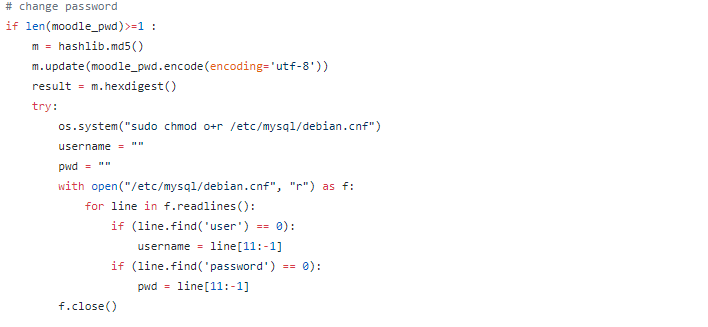 # change password
if len(moodle_pwd)>=1 :
    m = hashlib.md5()
    m.update(moodle_pwd.encode(encoding='utf-8'))
    result = m.hexdigest()
    try:
        os.system("sudo chmod o+r /etc/mysql/debian.cnf")
        username = ""
        pwd = ""
        with open("/etc/mysql/debian.cnf", "r") as f:
            for line in f.readlines():
                if (line.find('user') == 0):
                    username = line[11:-1]
                if (line.find('password') == 0):
                    pwd = line[11:-1]
        f.close()